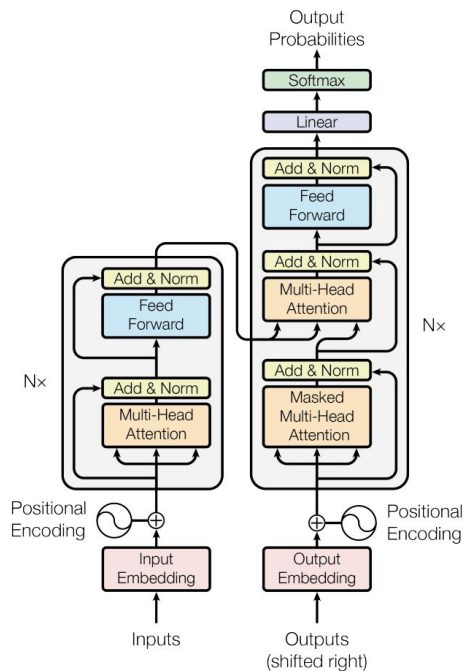 Output
Probabilities
Softmax
Linear
Add & Norm
Feed
Forward
Add & Norm
Multi-Head
Attention
Add & Norm
Masked
Multi-Head
Attention
N×
Add & Norm
Feed
Forward
Add & Norm
Multi-Head
Attention
N×
Positional
Encoding
Positional
Encoding
Input
Embedding
Output
Embedding
Inputs
Outputs
(shifted right)